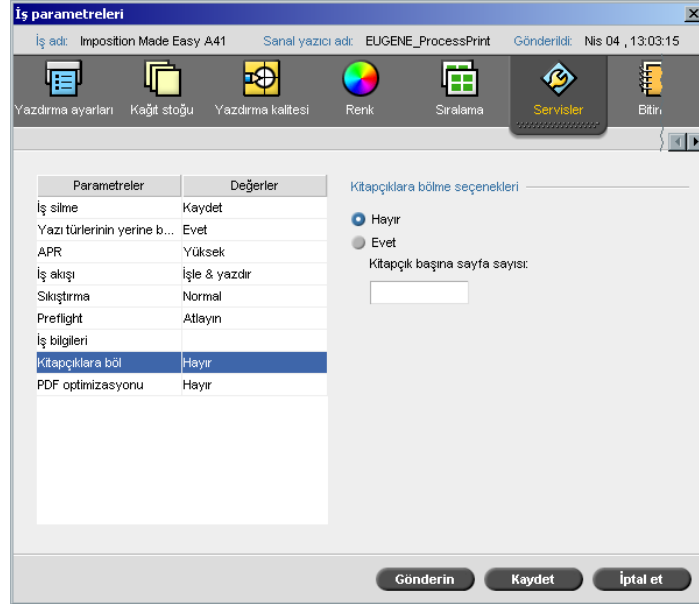 İş parametreleri
İş adı: Imposition Made Easy A41 Sanal yazıcı adı: EUGENE_ProcessPrint Gönderildi: Nis 04 , 13:03:15
Yazdırma ayarları Kağıt stoğu Yazdırma kalitesi Renk Sıralama Servisler Bitir
Parametreler Değerler
Kitapçıklara bölme seçenekleri
İş silme Kaydet
Hayır
Yazı türlerinin yerine b... Evet
Evet
APR Yüksek
Kitapçık başına sayfa sayısı:
İş akışı İşle & yazdır
Sıkıştırma Normal
Preflight Atlayın
İş bilgileri
Kitapçıklara böl Hayır
PDF optimizasyonu Hayır
Gönderin Kaydet İptal et